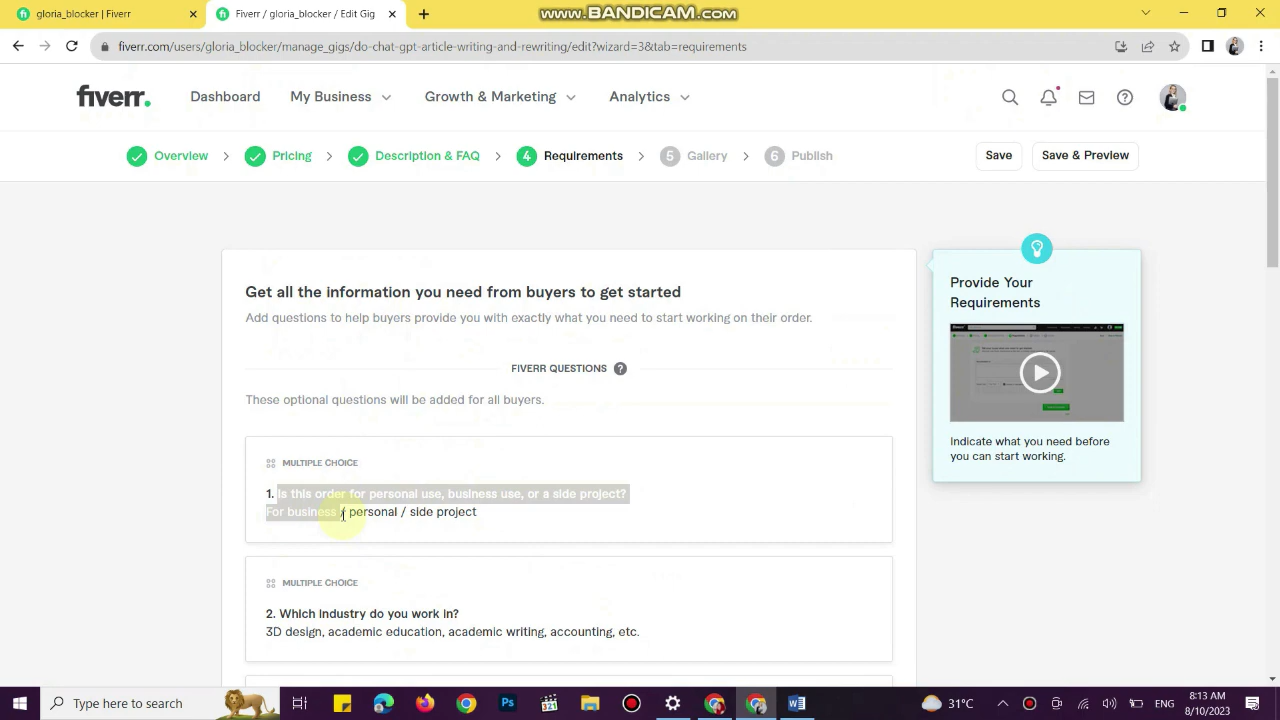 gloria_blocker | Fiverr
Fiverr / gloria_blocker / Edit Gig
www.BANDICAM.com
fiverr.com/users/gloria_blocker/manage_gigs/do-chat-gpt-article-writing-and-rewriting/edit?wizard=3&tab=requirements
fiverr.
Dashboard
My Business
Growth & Marketing
Analytics
Overview
Pricing
Description & FAQ
4 Requirements
5 Gallery
6 Publish
Save
Save & Preview
Get all the information you need from buyers to get started
Add questions to help buyers provide you with exactly what you need to start working on their order.
FIVERR QUESTIONS ?
These optional questions will be added for all buyers.
MULTIPLE CHOICE
1. Is this order for personal use, business use, or a side project?
For business / personal / side project
MULTIPLE CHOICE
2. Which industry do you work in?
3D design, academic education, academic writing, accounting, etc.
Provide Your
Requirements
Indicate what you need before
you can start working.
Type here to search
Ps
31°C
ENG
8:13 AM
8/10/2023